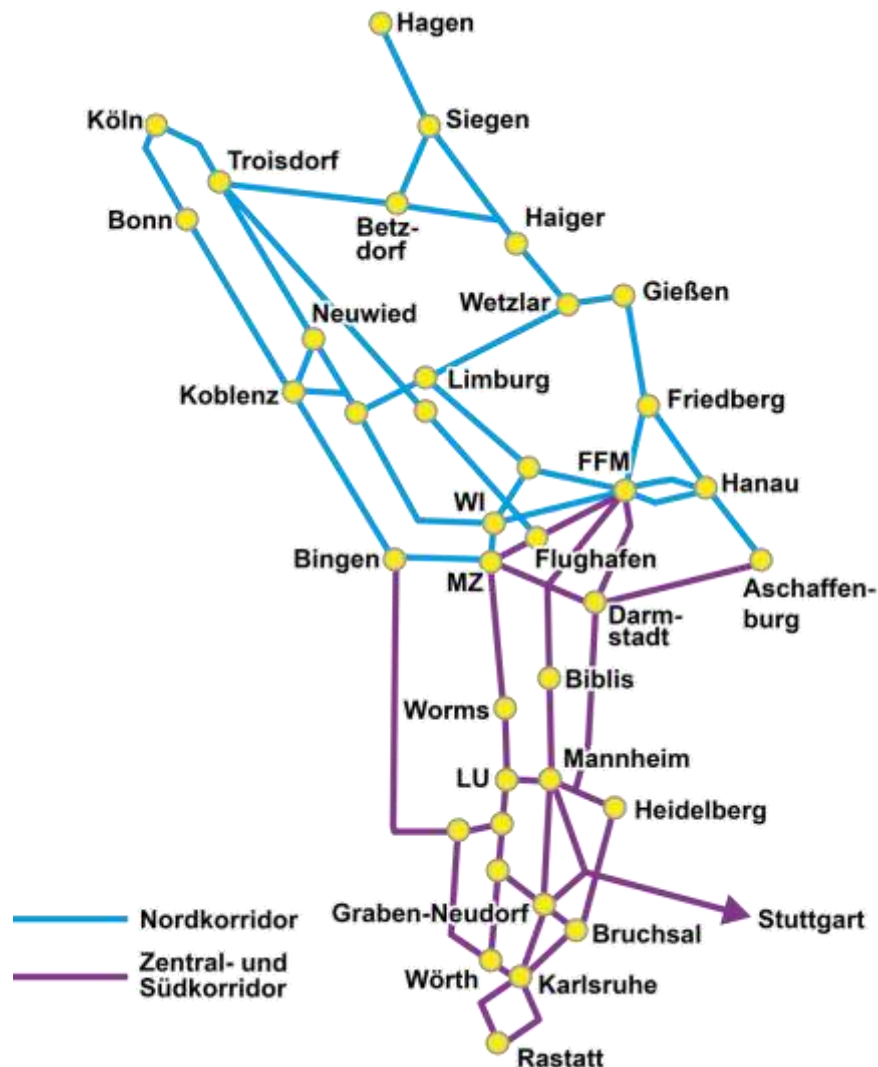 Hagen
Köln
Siegen
Troisdorf
Bonn
Betz-
dorf
Haiger
Wetzlar
Gießen
Neuwied
Koblenz
Limburg
Friedberg
FFM
Hanau
WI
Bingen
MZ
Flughafen
Aschaffen-
burg
Darm-
stadt
Biblis
Worms
Mannheim
LU
Heidelberg
Graben-Neudorf
Nordkorridor
Stuttgart
Bruchsal
Zentral- und
Südkorridor
Wörth
Karlsruhe
Rastatt